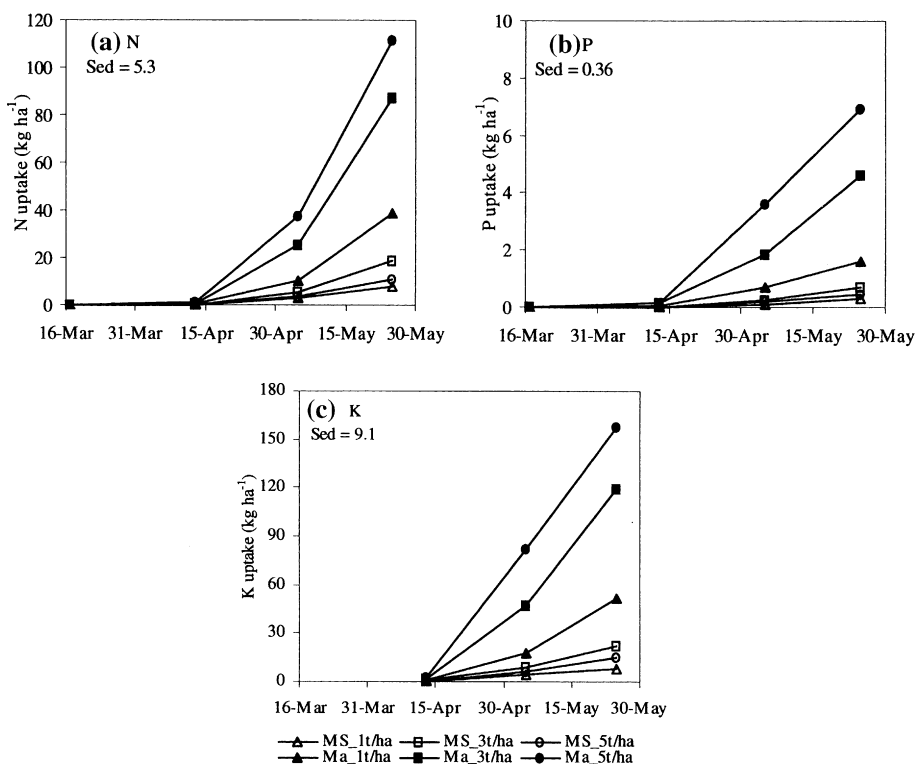 (a) N
Sed = 5.3
N uptake (kg ha-1)
120
100
80
60
40
20
0
16-Mar 31-Mar 15-Apr 30-Apr 15-May 30-May
(b) P
Sed = 0.36
P uptake (kg ha-1)
10
8
6
4
2
0
16-Mar 31-Mar 15-Apr 30-Apr 15-May 30-May
(c) K
Sed = 9.1
K uptake (kg ha-1)
180
150
120
90
60
30
0
16-Mar 31-Mar 15-Apr 30-Apr 15-May 30-May
MS_1t/ha MS_3t/ha MS_5t/ha
Ma_1t/ha Ma_3t/ha Ma_5t/ha